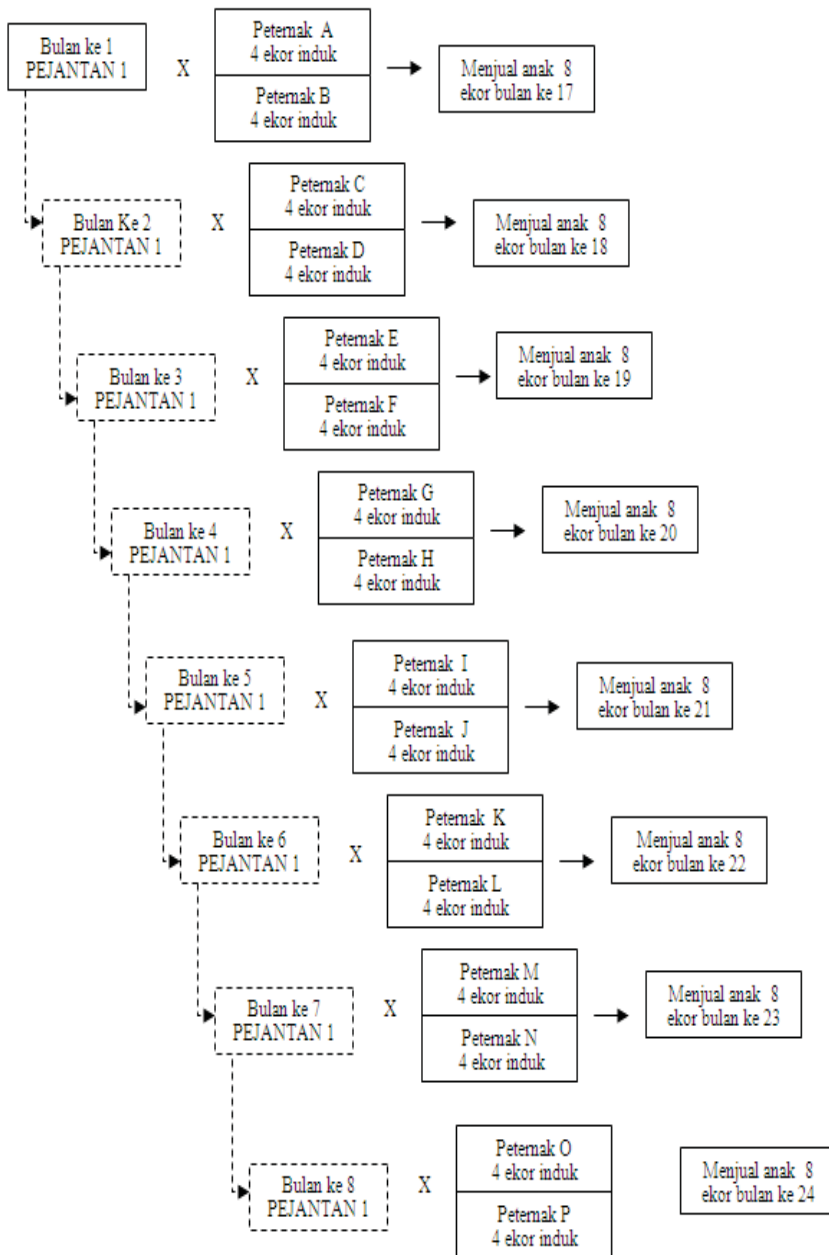 Bulan ke 1
PEJANTAN 1
X
Peternak A
4 ekor induk
Peternak B
4 ekor induk
Menjual anak 8
ekor bulan ke 17
Bulan Ke 2
PEJANTAN 1
X
Peternak C
4 ekor induk
Peternak D
4 ekor induk
Menjual anak 8
ekor bulan ke 18
Bulan ke 3
PEJANTAN 1
X
Peternak E
4 ekor induk
Peternak F
4 ekor induk
Menjual anak 8
ekor bulan ke 19
Bulan ke 4
PEJANTAN 1
X
Peternak G
4 ekor induk
Peternak H
4 ekor induk
Menjual anak 8
ekor bulan ke 20
Bulan ke 5
PEJANTAN 1
X
Peternak I
4 ekor induk
Peternak J
4 ekor induk
Menjual anak 8
ekor bulan ke 21
Bulan ke 6
PEJANTAN 1
X
Peternak K
4 ekor induk
Peternak L
4 ekor induk
Menjual anak 8
ekor bulan ke 22
Bulan ke 7
PEJANTAN 1
X
Peternak M
4 ekor induk
Peternak N
4 ekor induk
Menjual anak 8
ekor bulan ke 23
Bulan ke 8
PEJANTAN 1
X
Peternak O
4 ekor induk
Peternak P
4 ekor induk
Menjual anak 8
ekor bulan ke 24